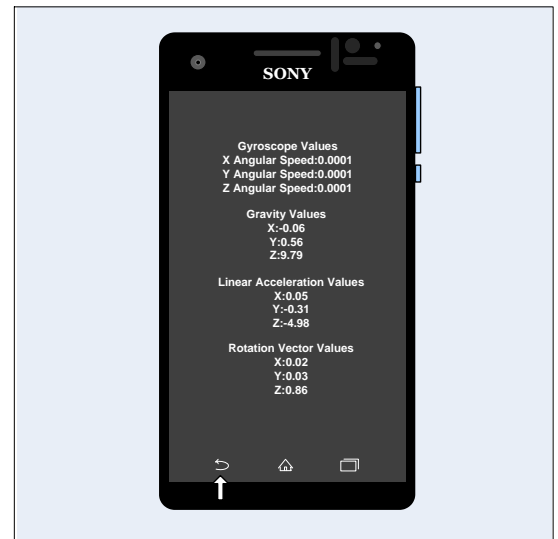 SONY
Gyroscope Values
X Angular Speed:0.0001
Y Angular Speed:0.0001
Z Angular Speed:0.0001
Gravity Values
X:-0.06
Y:0.56
Z:9.79
Linear Acceleration Values
X:0.05
Y:-0.31
Z:-4.98
Rotation Vector Values
X:0.02
Y:0.03
Z:0.86